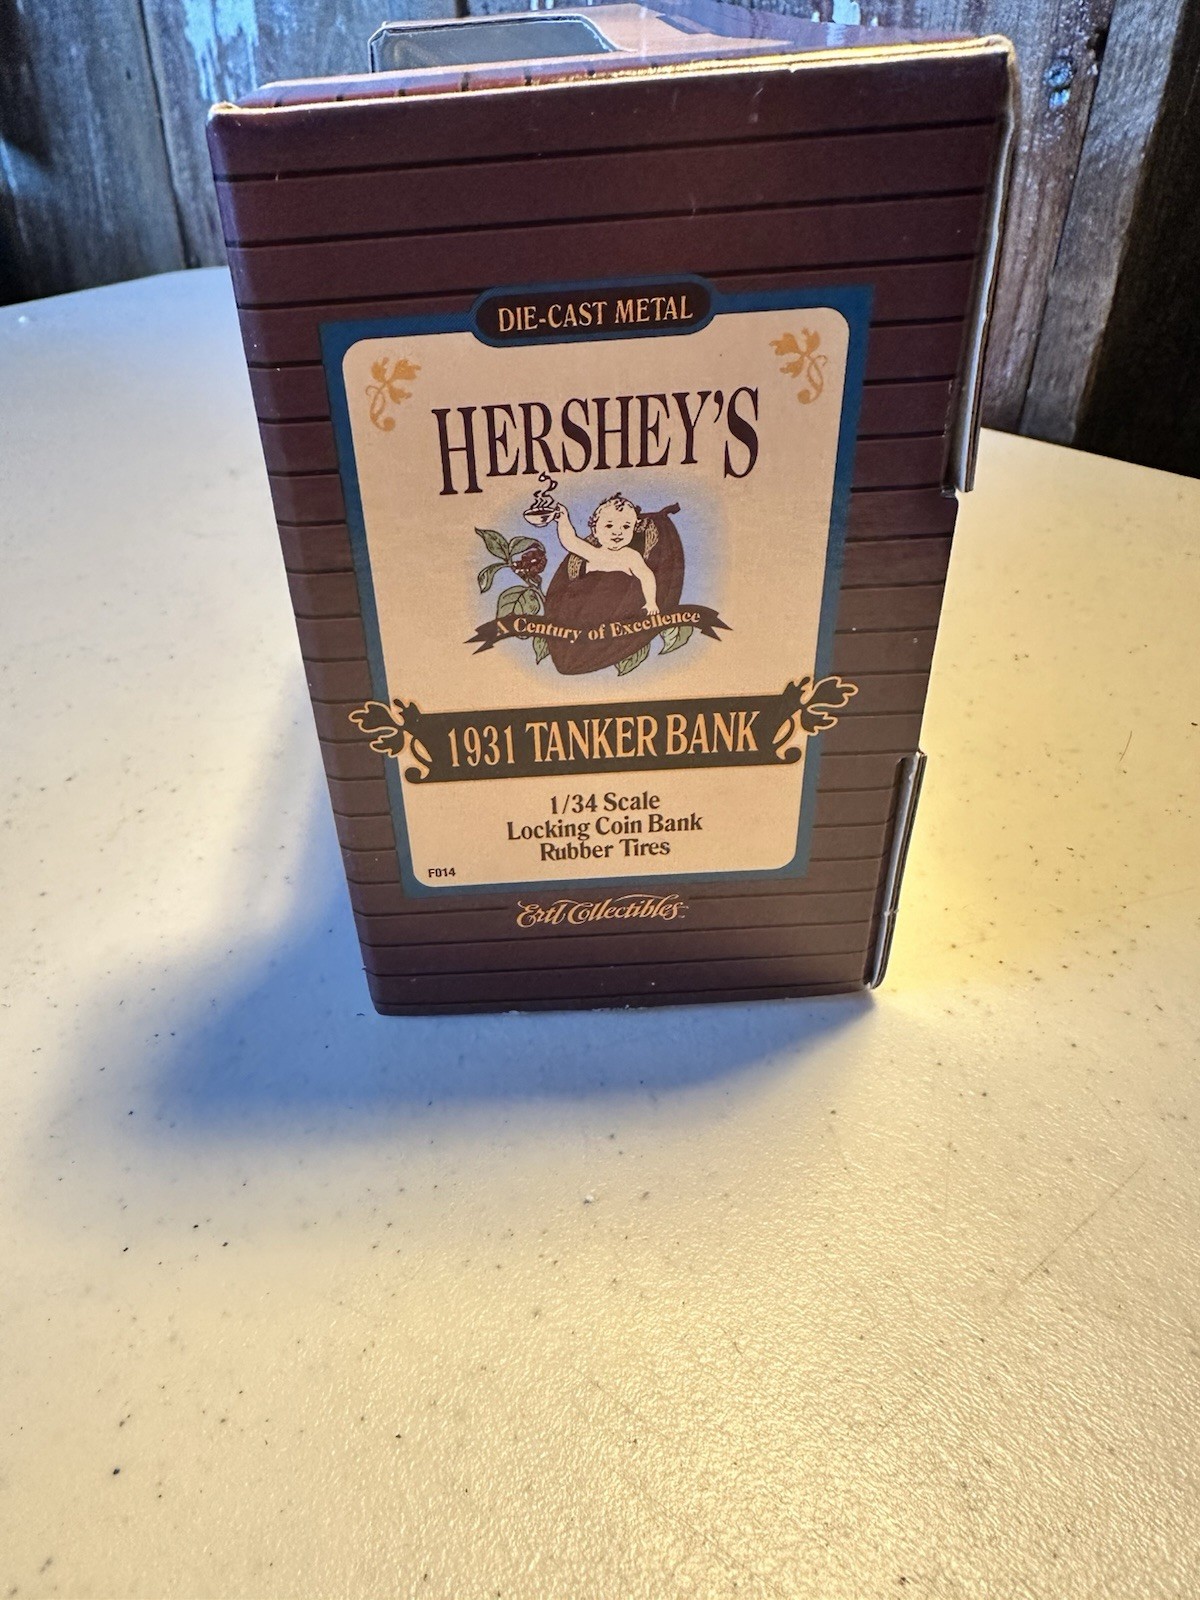 DIE-CAST METAL
HERSHEY'S
A Century of Excellence
1931 TANKER BANK
1/34 Scale
Locking Coin Bank
Rubber Tires
F014
Ertl Collectibles